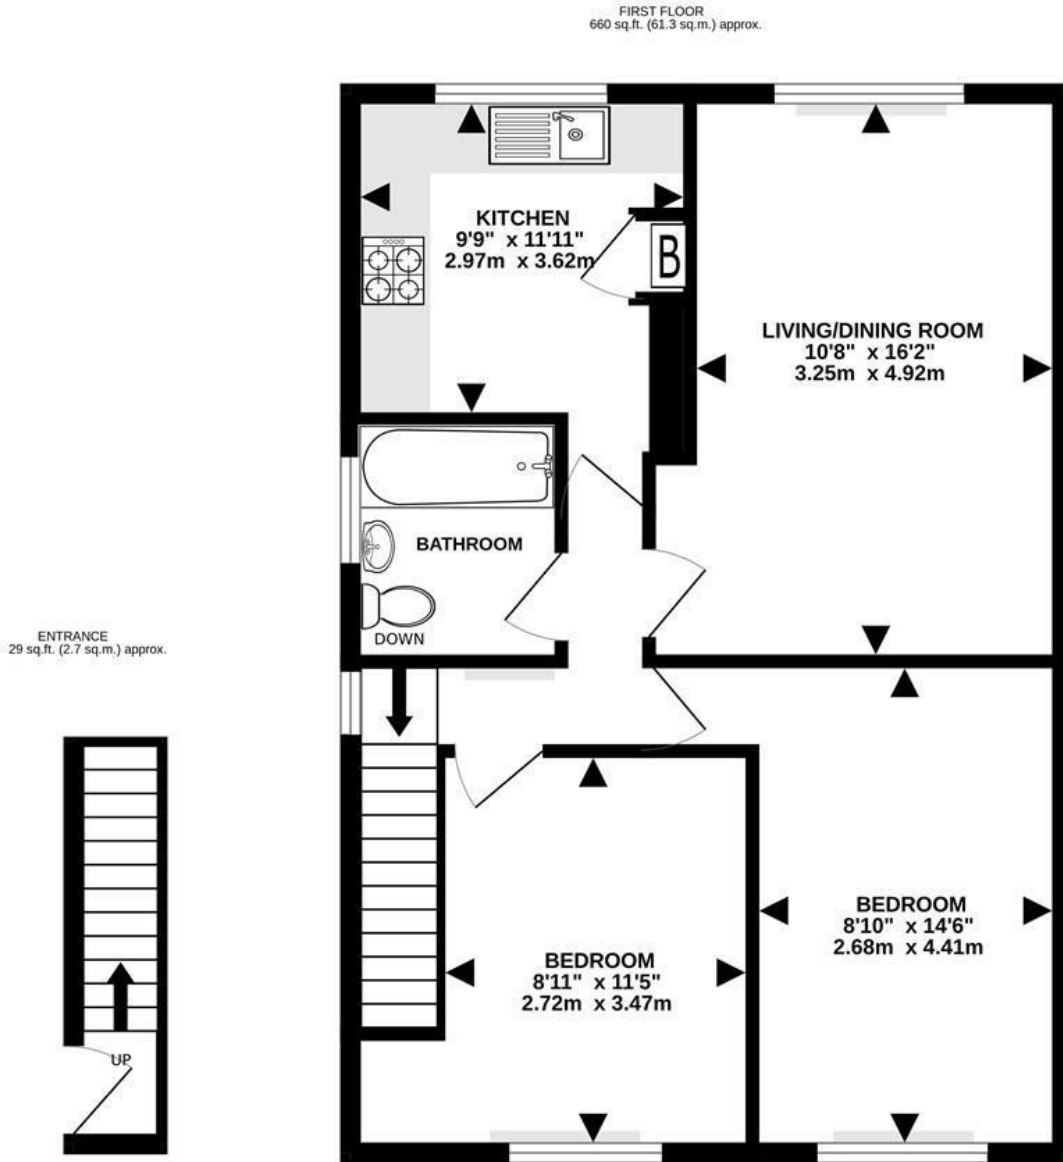 FIRST FLOOR
660 sq.ft. (61.3 sq.m.) approx.
KITCHEN
9'9" x 11'11"
2.97m x 3.62m
B
LIVING/DINING ROOM
10'8" x 16'2"
3.25m x 4.92m
BATHROOM
DOWN
ENTRANCE
29 sq.ft. (2.7 sq.m.) approx.
UP
BEDROOM
8'11" x 11'5"
2.72m x 3.47m
BEDROOM
8'10" x 14'6"
2.68m x 4.41m